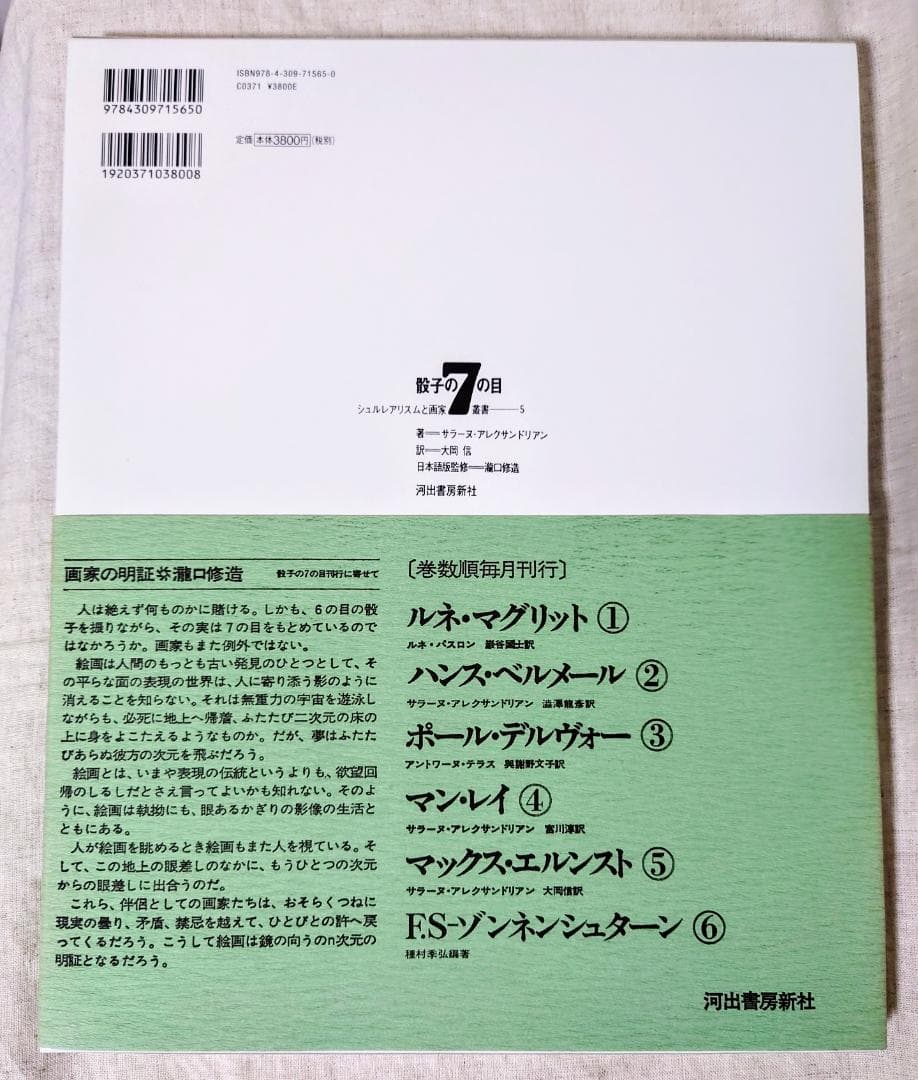 ISBN978-4-309-71565-0
C0371 ¥3800E
9784309715650
定価 本体3800円(税別)
1920371038008
骰子の7の目
シュルレアリスムと画家 叢書──5
著═サラーヌ・アレクサンドリアン
訳═大岡 信
日本語版監修═瀧口修造
河出書房新社
画家の明証 瀧口修造 骰子の7の目刊行に寄せて
人は絶えず何ものかに賭ける。しかも、6の目の骰
子を振りながら、その実は7の目をもとめているので
はなかろうか。画家もまた例外ではない。
絵画は人間のもっとも古い発見のひとつとして、そ
の平らな面の表現の世界は、人に寄り添う影のように
消えることを知らない。それは無重力の宇宙を遊泳し
ながらも、必死に地上へ帰着、ふたたび二次元の床の
上に身をよこたえるようなものか。だが、夢はふたた
びあらぬ彼方の次元を飛ぶだろう。
絵画とは、いまや表現の伝統というよりも、欲望回
帰のしるしだとさえ言ってよいかも知れない。そのよ
うに、絵画は執拗にも、眼あるかぎりの影像の生活と
ともにある。
人が絵画を眺めるとき絵画もまた人を視ている。そ
して、この地上の眼差しのなかに、もうひとつの次元
からの眼差しに出合うのだ。
これら、伴侶としての画家たちは、おそらくつねに
現実の曇り、矛盾、禁忌を越えて、ひとびとの許へ戻
ってくるだろう。こうして絵画は鏡の向うのn次元の
明証となるだろう。
〔巻数順毎月刊行〕
ルネ・マグリット①
ルネ・パスロン 巖谷國士訳
ハンス・ベルメール②
サラーヌ・アレクサンドリアン 澁澤龍彦訳
ポール・デルヴォー③
アントワーヌ・テラス 與謝野文子訳
マン・レイ④
サラーヌ・アレクサンドリアン 宮川淳訳
マックス・エルンスト⑤
サラーヌ・アレクサンドリアン 大岡信訳
F.S-ゾンネンシュターン⑥
種村季弘編著
河出書房新社